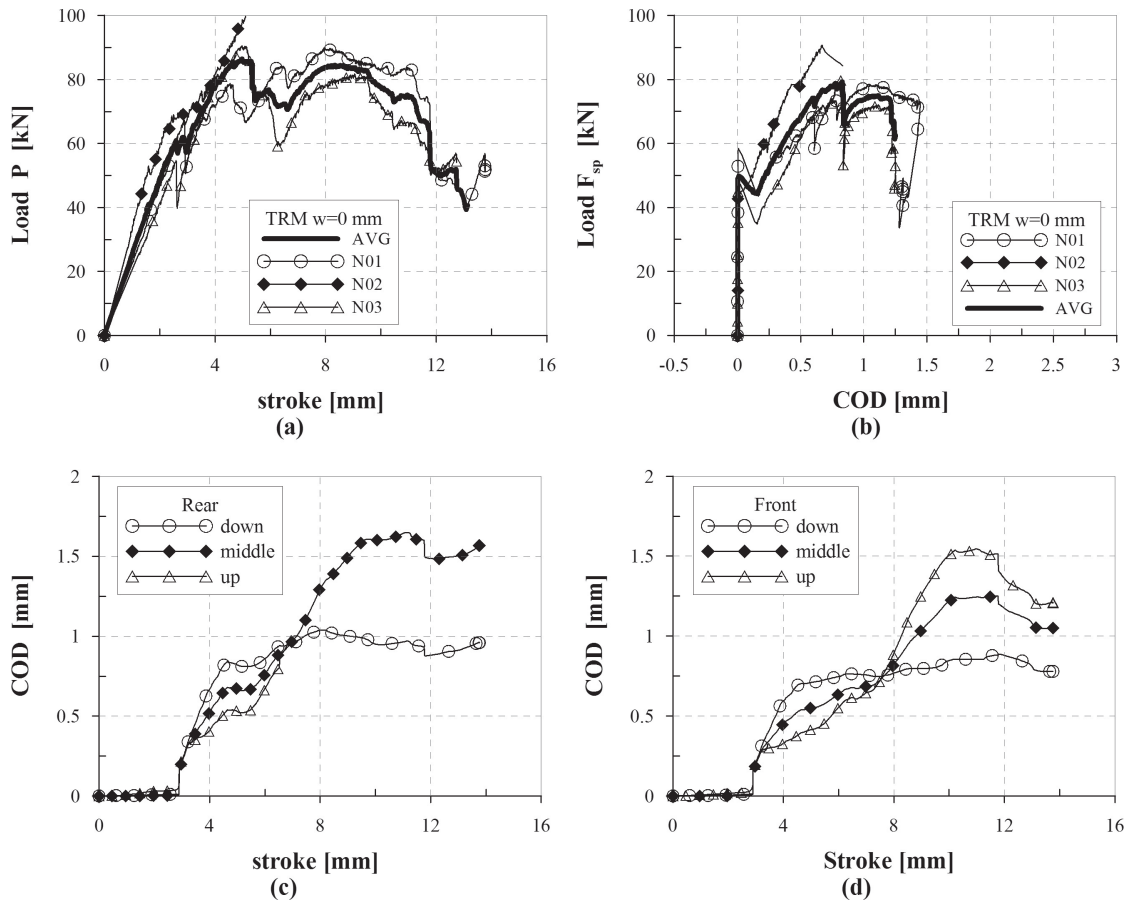 100
80
60
40
20
0
Load P [kN]
TRM w=0 mm
AVG
N01
N02
N03
0 4 8 12 16
stroke [mm]
(a)
100
80
60
40
20
0
Load Fsp [kN]
TRM w=0 mm
N01
N02
N03
AVG
-0.5 0 0.5 1 1.5 2 2.5 3
COD [mm]
(b)
2
1.5
1
0.5
0
COD [mm]
Rear
down
middle
up
0 4 8 12 16
stroke [mm]
(c)
2
1.5
1
0.5
0
COD [mm]
Front
down
middle
up
0 4 8 12 16
Stroke [mm]
(d)